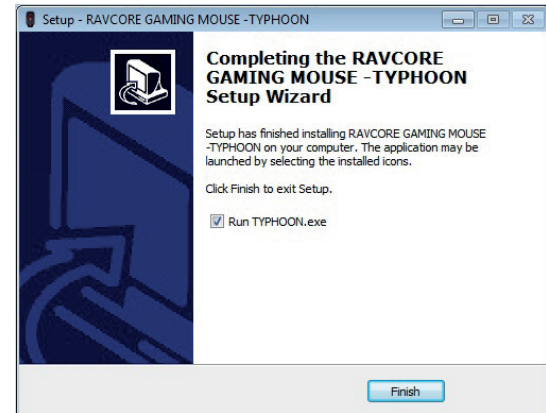 Setup - RAVCORE GAMING MOUSE -TYPHOON
Completing the RAVCORE
GAMING MOUSE -TYPHOON
Setup Wizard
Setup has finished installing RAVCORE GAMING MOUSE
-TYPHOON on your computer. The application may be
launched by selecting the installed icons.
Click Finish to exit Setup.
Run TYPHOON.exe
Finish